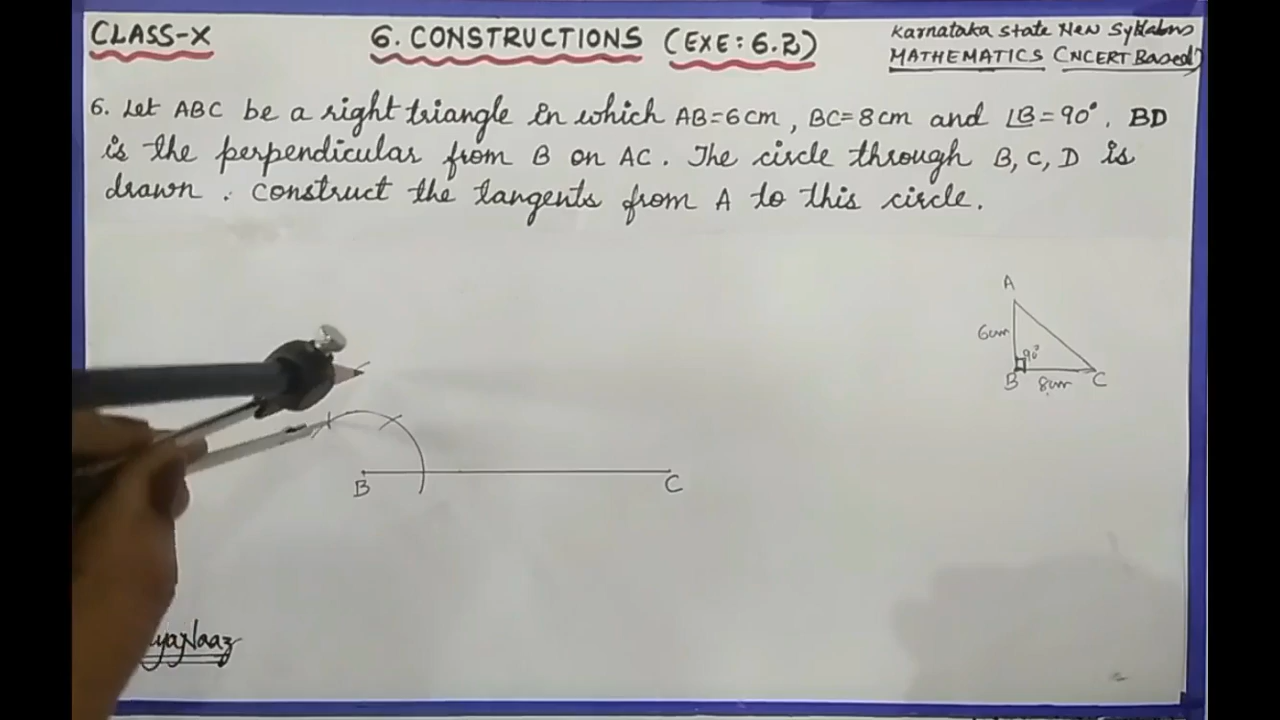 CLASS-X
6. CONSTRUCTIONS (EXE: 6.2)
Karnataka State New Syllabus
MATHEMATICS (NCERT Based)
6. Let ABC be a right triangle in which AB=6cm, BC=8cm and ∠B=90°. BD
is the perpendicular from B on AC. The circle through B, C, D is
drawn. Construct the tangents from A to this circle.
A
6cm
90°
B 8cm C
B C